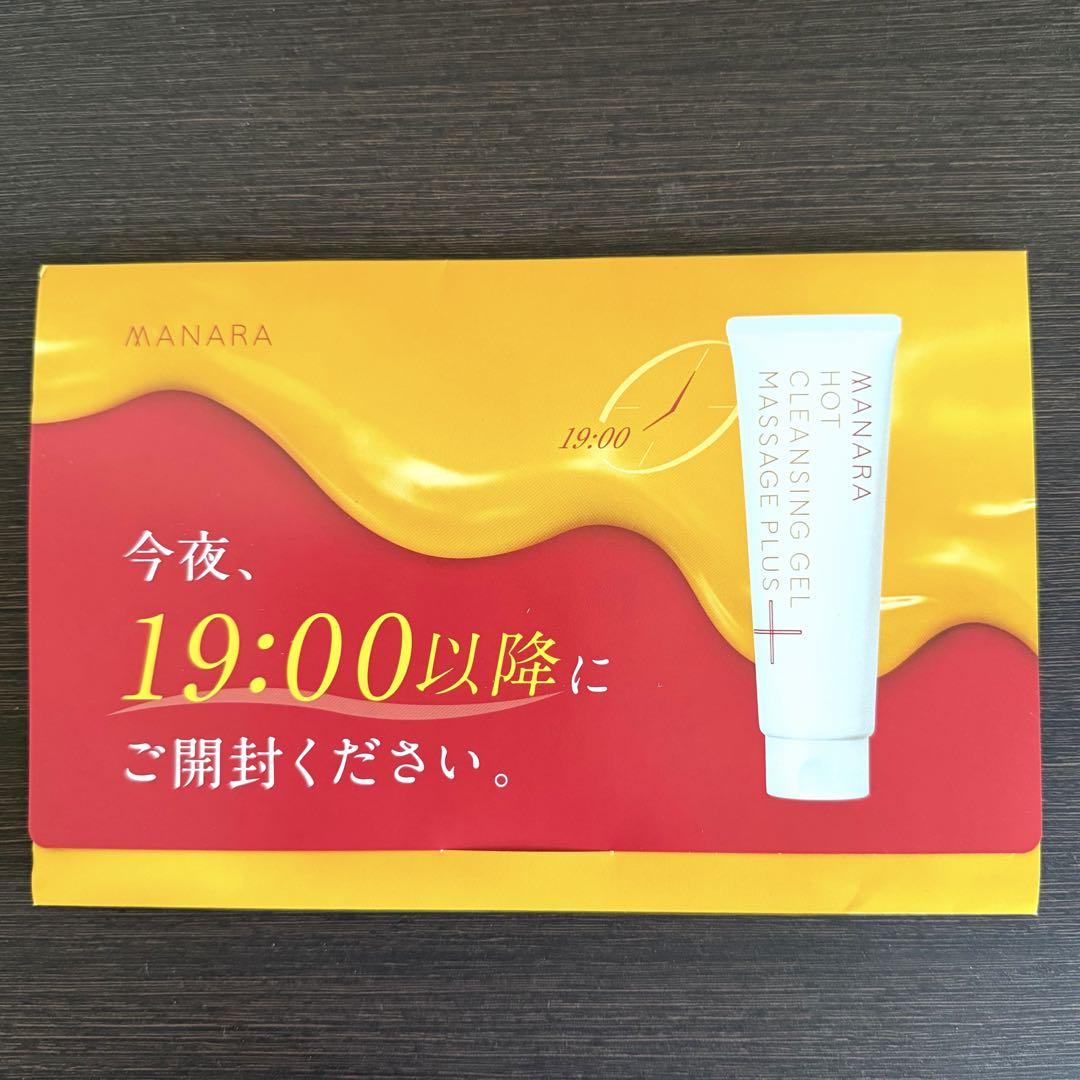 MANARA
19:00
MANARA
HOT
CLEANSING GEL
MASSAGE PLUS
今夜、
19:00以降に
ご開封ください。